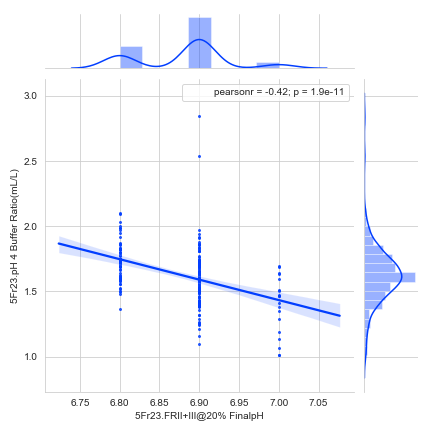 pearsonr = -0.42; p = 1.9e-11
3.0
2.5
2.0
1.5
1.0
5Fr23.pH 4 Buffer Ratio(mL/L)
6.75 6.80 6.85 6.90 6.95 7.00 7.05
5Fr23.FRII+III@20% FinalpH